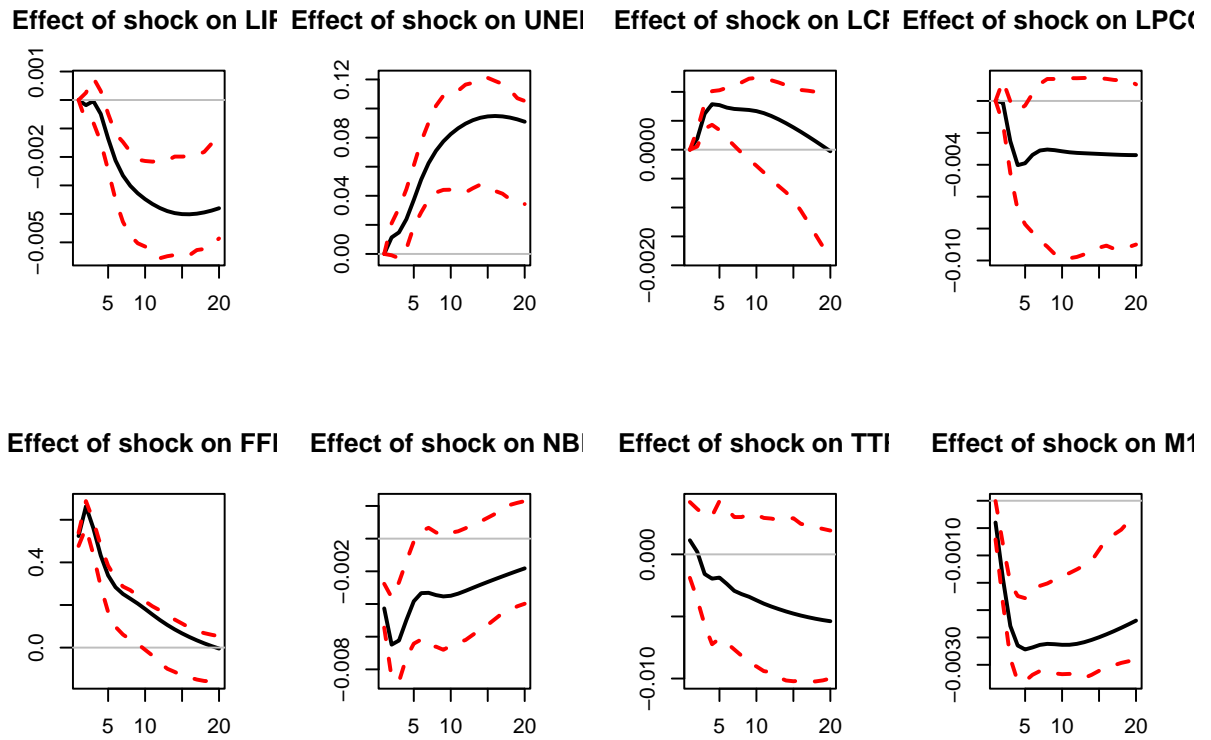 Effect of shock on LIP
Effect of shock on UNEI
Effect of shock on LCP
Effect of shock on LPCO
0.001
-0.002
-0.005
5 10 20
0.12
0.08
0.04
0.00
5 10 20
0.0000
-0.0020
5 10 20
-0.004
-0.010
5 10 20
Effect of shock on FFI
Effect of shock on NBI
Effect of shock on TTI
Effect of shock on M1
0.4
0.0
5 10 20
-0.002
-0.008
5 10 20
0.000
-0.010
5 10 20
-0.0010
-0.0030
5 10 20